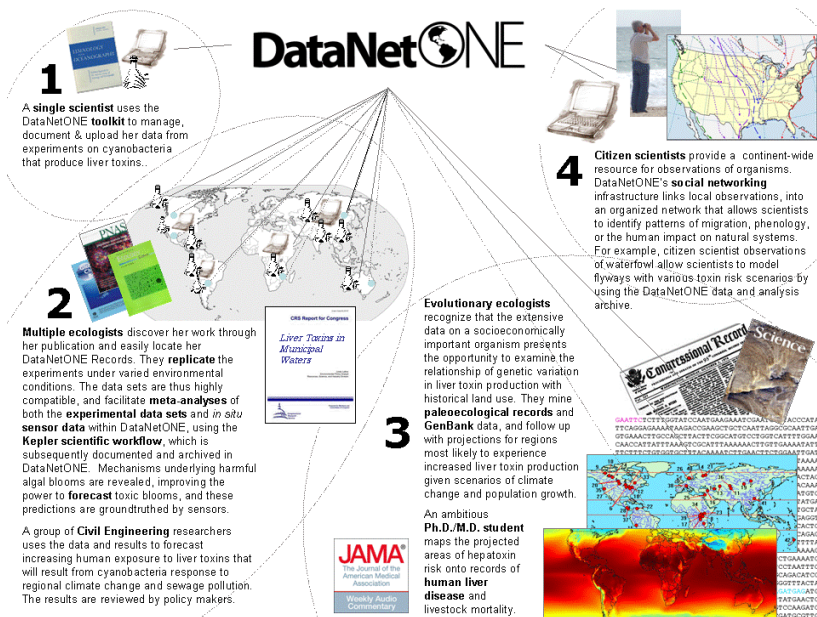 DataNetONE
1
A single scientist uses the
DataNetONE toolkit to manage,
document & upload her data from
experiments on cyanobacteria
that produce liver toxins..
PNAS
2
Multiple ecologists discover her work through
her publication and easily locate her
DataNetONE Records. They replicate the
experiments under varied environmental
conditions. The data sets are thus highly
compatible, and facilitate meta-analyses of
both the experimental data sets and in situ
sensor data within DataNetONE, using the
Kepler scientific workflow, which is
subsequently documented and archived in
DataNetONE. Mechanisms underlying harmful
algal blooms are revealed, improving the
power to forecast toxic blooms, and these
predictions are groundtruthed by sensors.
A group of Civil Engineering researchers
uses the data and results to forecast
increasing human exposure to liver toxins that
will result from cyanobacteria response to
regional climate change and sewage pollution.
The results are reviewed by policy makers.
CRS Report for Congress
Liver Toxins in
Municipal
Waters
3
Evolutionary ecologists
recognize that the extensive
data on a socioeconomically
important organism presents
the opportunity to examine the
relationship of genetic variation
in liver toxin production with
historical land use. They mine
paleoecological records and
GenBank data, and follow up
with projections for regions
most likely to experience
increased liver toxin production
given scenarios of climate
change and population growth.
An ambitious
Ph.D./M.D. student
maps the projected
areas of hepatoxin
risk onto records of
human liver
disease and
livestock mortality.
JAMA
The Journal of the
American Medical
Association
Weekly Audio
Commentary
4
Citizen scientists provide a continent-wide
resource for observations of organisms.
DataNetONE's social networking
infrastructure links local observations, into
an organized network that allows scientists
to identify patterns of migration, phenology,
or the human impact on natural systems.
For example, citizen scientist observations
of waterfowl allow scientists to model
flyways with various toxin risk scenarios by
using the DataNetONE data and analysis
archive.
Congressional Record
Science